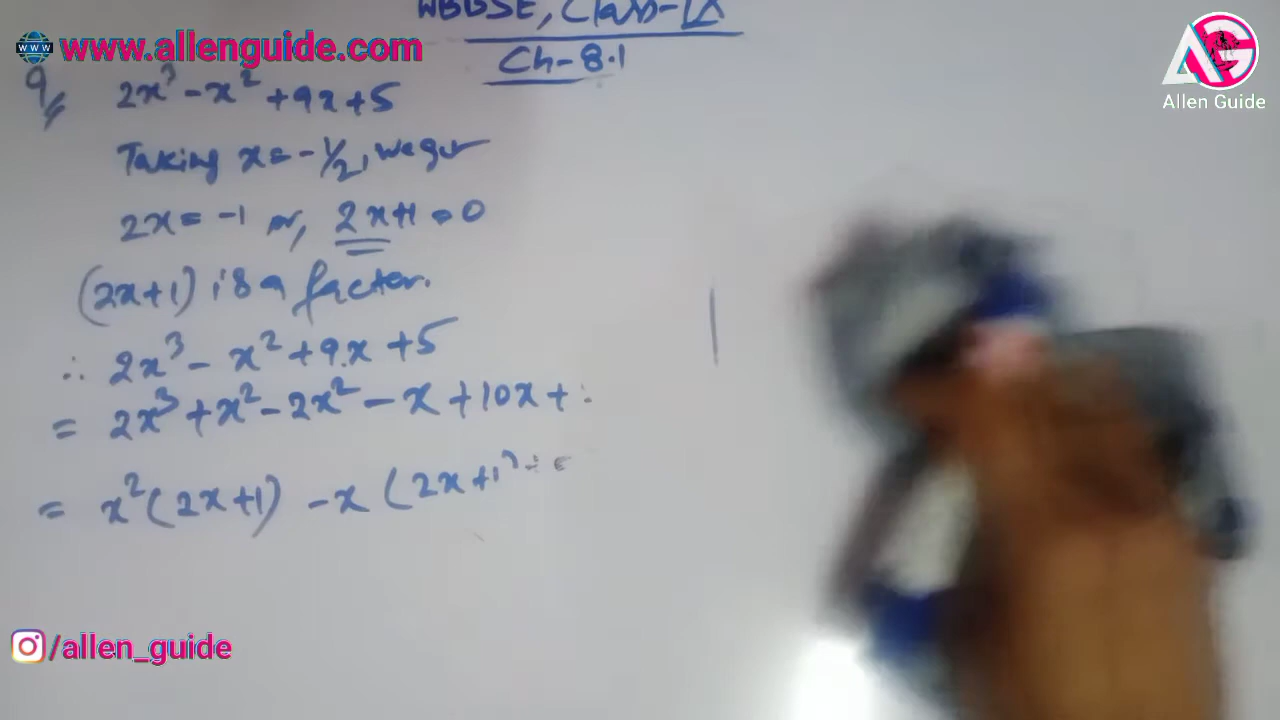 WBBSE, Class-IX
www.allenguide.com
Ch-8.1
Allen Guide
9, 2x³ - x² + 9x + 5
Taking x = - 1/2, we get
2x = -1 or, 2x+1 = 0
(2x+1) is a factor.
∴ 2x³ - x² + 9x + 5
= 2x³ + x² - 2x² - x + 10x +
= x² (2x+1) - x (2x+1) +
/allen_guide